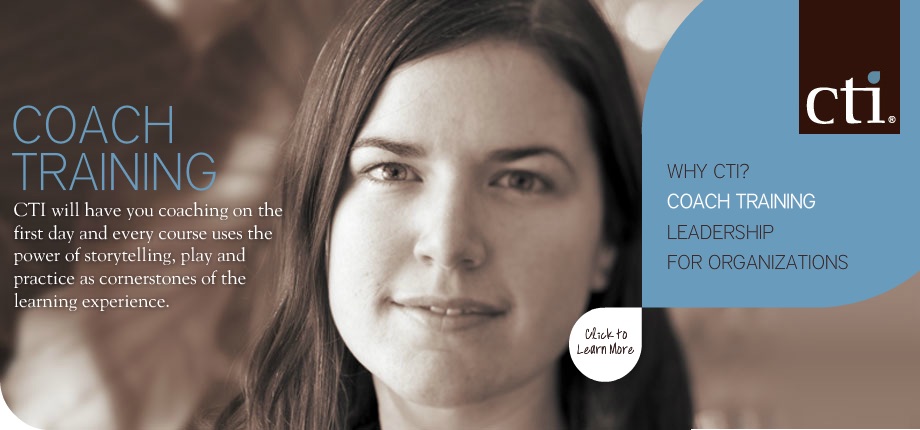 COACH
TRAINING
CTI will have you coaching on the
first day and every course uses the
power of storytelling, play and
practice as cornerstones of the
learning experience.
cti®
WHY CTI?
COACH TRAINING
LEADERSHIP
FOR ORGANIZATIONS
Click to
Learn More